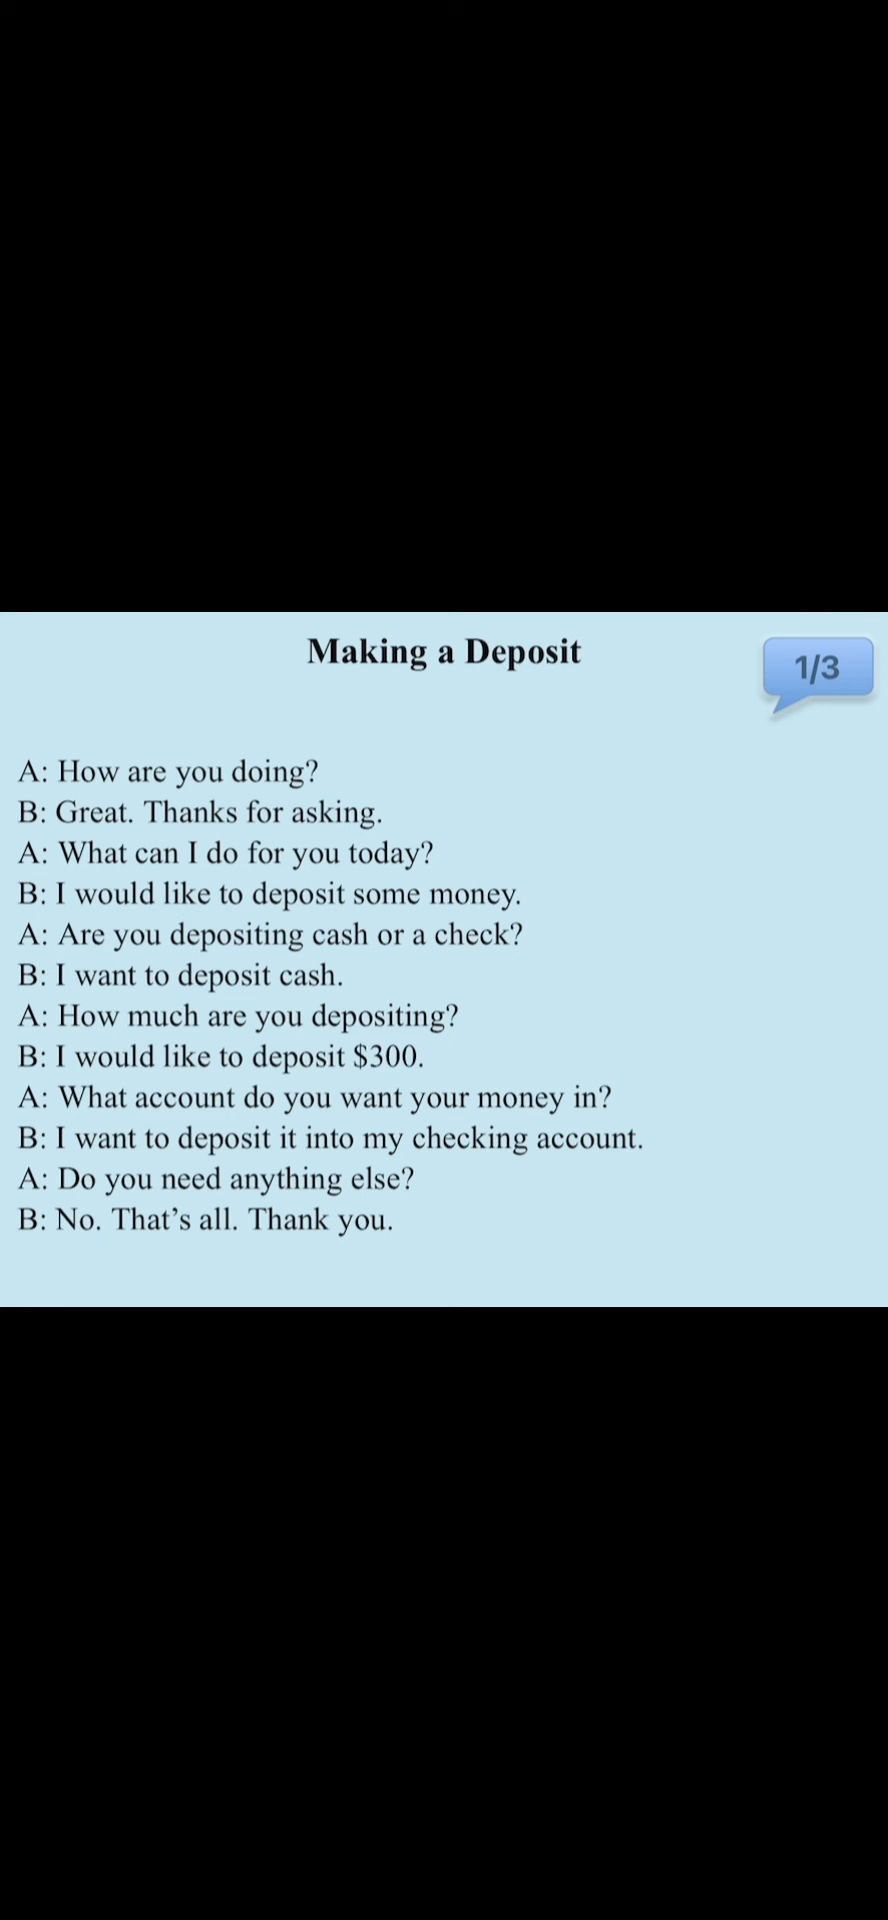 Making a Deposit
1/3
A: How are you doing?
B: Great. Thanks for asking.
A: What can I do for you today?
B: I would like to deposit some money.
A: Are you depositing cash or a check?
B: I want to deposit cash.
A: How much are you depositing?
B: I would like to deposit $300.
A: What account do you want your money in?
B: I want to deposit it into my checking account.
A: Do you need anything else?
B: No. That’s all. Thank you.